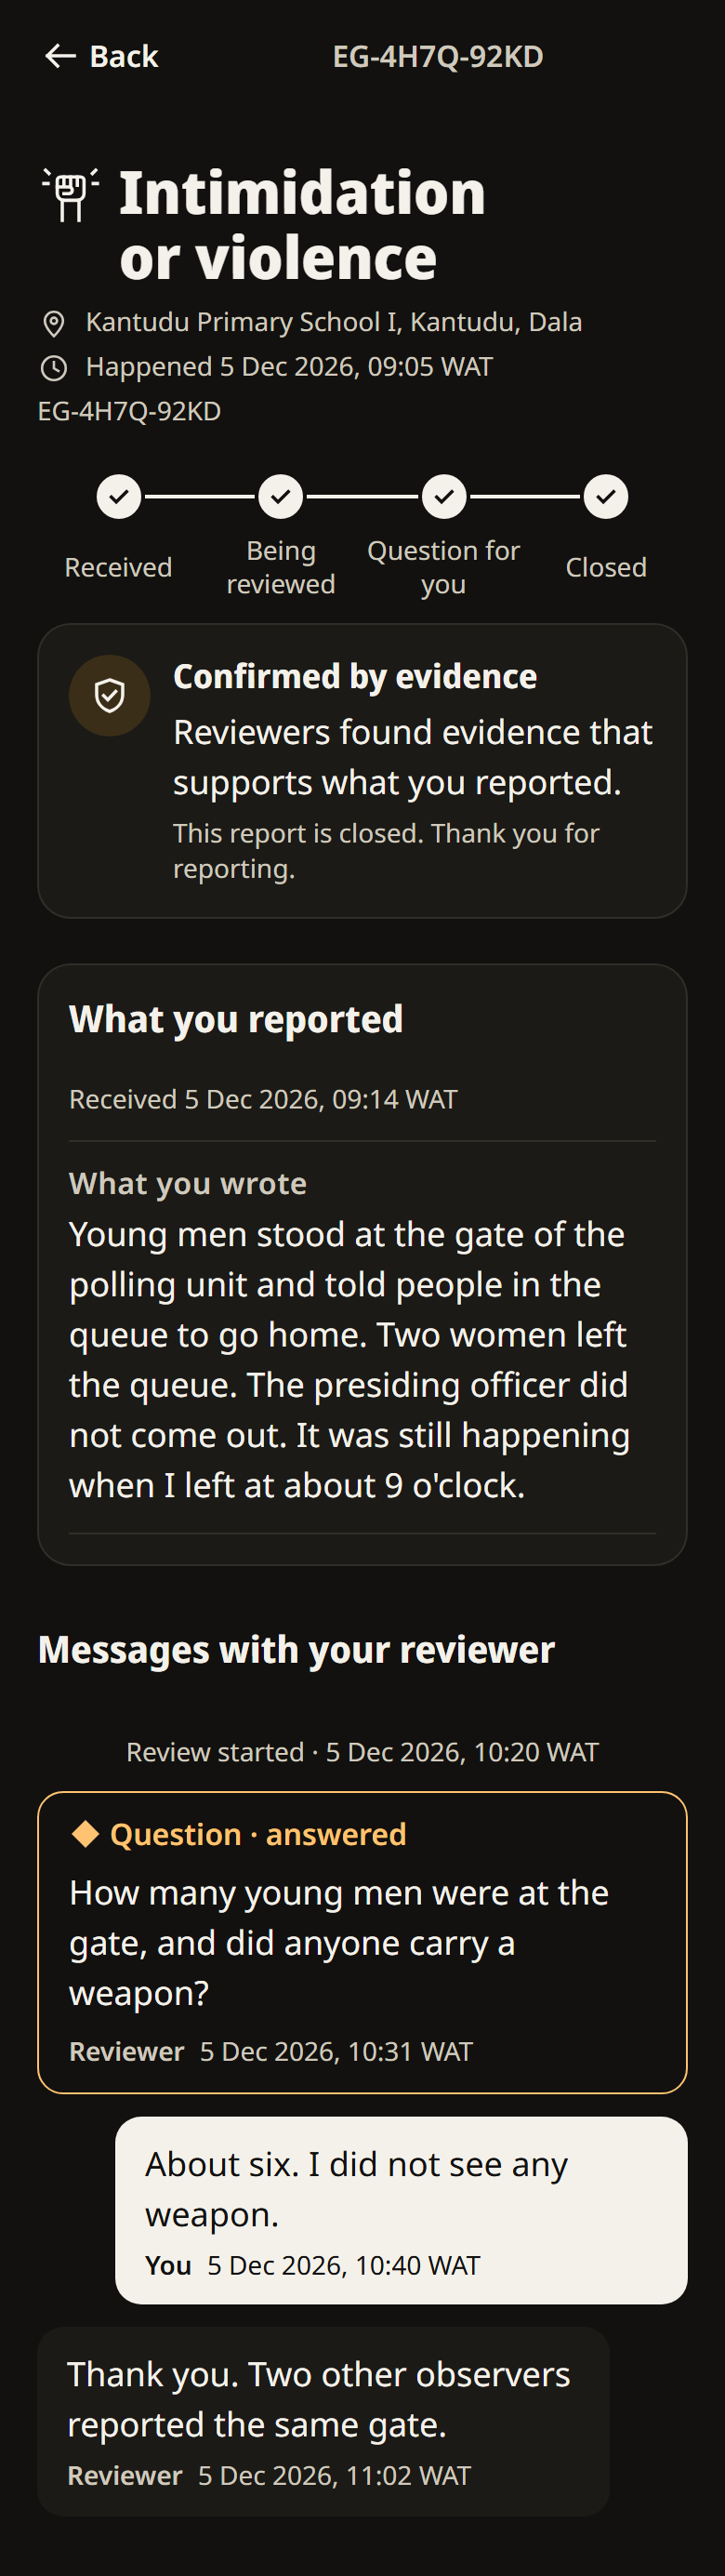 Back
EG-4H7Q-92KD
Intimidation
or violence
Kantudu Primary School I, Kantudu, Dala
Happened 5 Dec 2026, 09:05 WAT
EG-4H7Q-92KD
Received
Being
reviewed
Question for
you
Closed
Confirmed by evidence
Reviewers found evidence that
supports what you reported.
This report is closed. Thank you for
reporting.
What you reported
Received 5 Dec 2026, 09:14 WAT
What you wrote
Young men stood at the gate of the
polling unit and told people in the
queue to go home. Two women left
the queue. The presiding officer did
not come out. It was still happening
when I left at about 9 o'clock.
Messages with your reviewer
Review started · 5 Dec 2026, 10:20 WAT
Question · answered
How many young men were at the
gate, and did anyone carry a
weapon?
Reviewer 5 Dec 2026, 10:31 WAT
About six. I did not see any
weapon.
You 5 Dec 2026, 10:40 WAT
Thank you. Two other observers
reported the same gate.
Reviewer 5 Dec 2026, 11:02 WAT